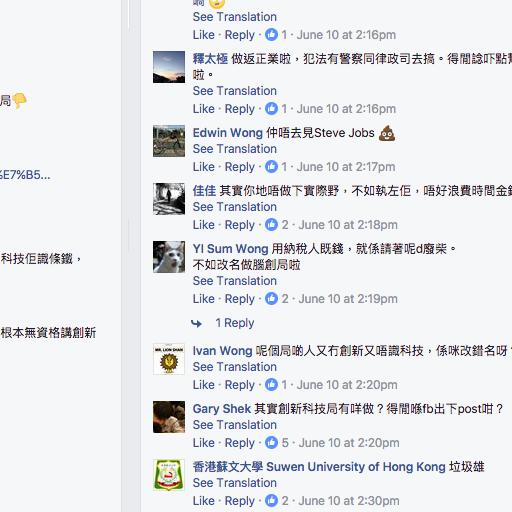 局👎
%E7%B5...
科技佢識條鐵，
根本無資格講創新
See Translation
Like · Reply · 1 · June 10 at 2:16pm
釋太極 做返正業啦，犯法有警察同律政司去搞。得閒諗吓點幫
啦。
See Translation
Like · Reply · 1 · June 10 at 2:16pm
Edwin Wong 仲唔去見Steve Jobs 💩
See Translation
Like · Reply · 1 · June 10 at 2:17pm
佳佳 其實你地唔做下實際野，不如執左佢，唔好浪費時間金錢
See Translation
Like · Reply · 2 · June 10 at 2:18pm
YI Sum Wong 用納稅人既錢，就係請著呢d廢柴。
不如改名做腦創局啦
See Translation
Like · Reply · 2 · June 10 at 2:19pm
1 Reply
MR. LION SHAN
Ivan Wong 呢個局啲人又冇創新又唔識科技，係咪改錯名呀？
See Translation
Like · Reply · 1 · June 10 at 2:20pm
Gary Shek 其實創新科技局有咩做？得閒喺fb出下post咁？
See Translation
Like · Reply · 5 · June 10 at 2:20pm
香港蘇文大學 Suwen University of Hong Kong 垃圾雄
See Translation
Like · Reply · 2 · June 10 at 2:30pm